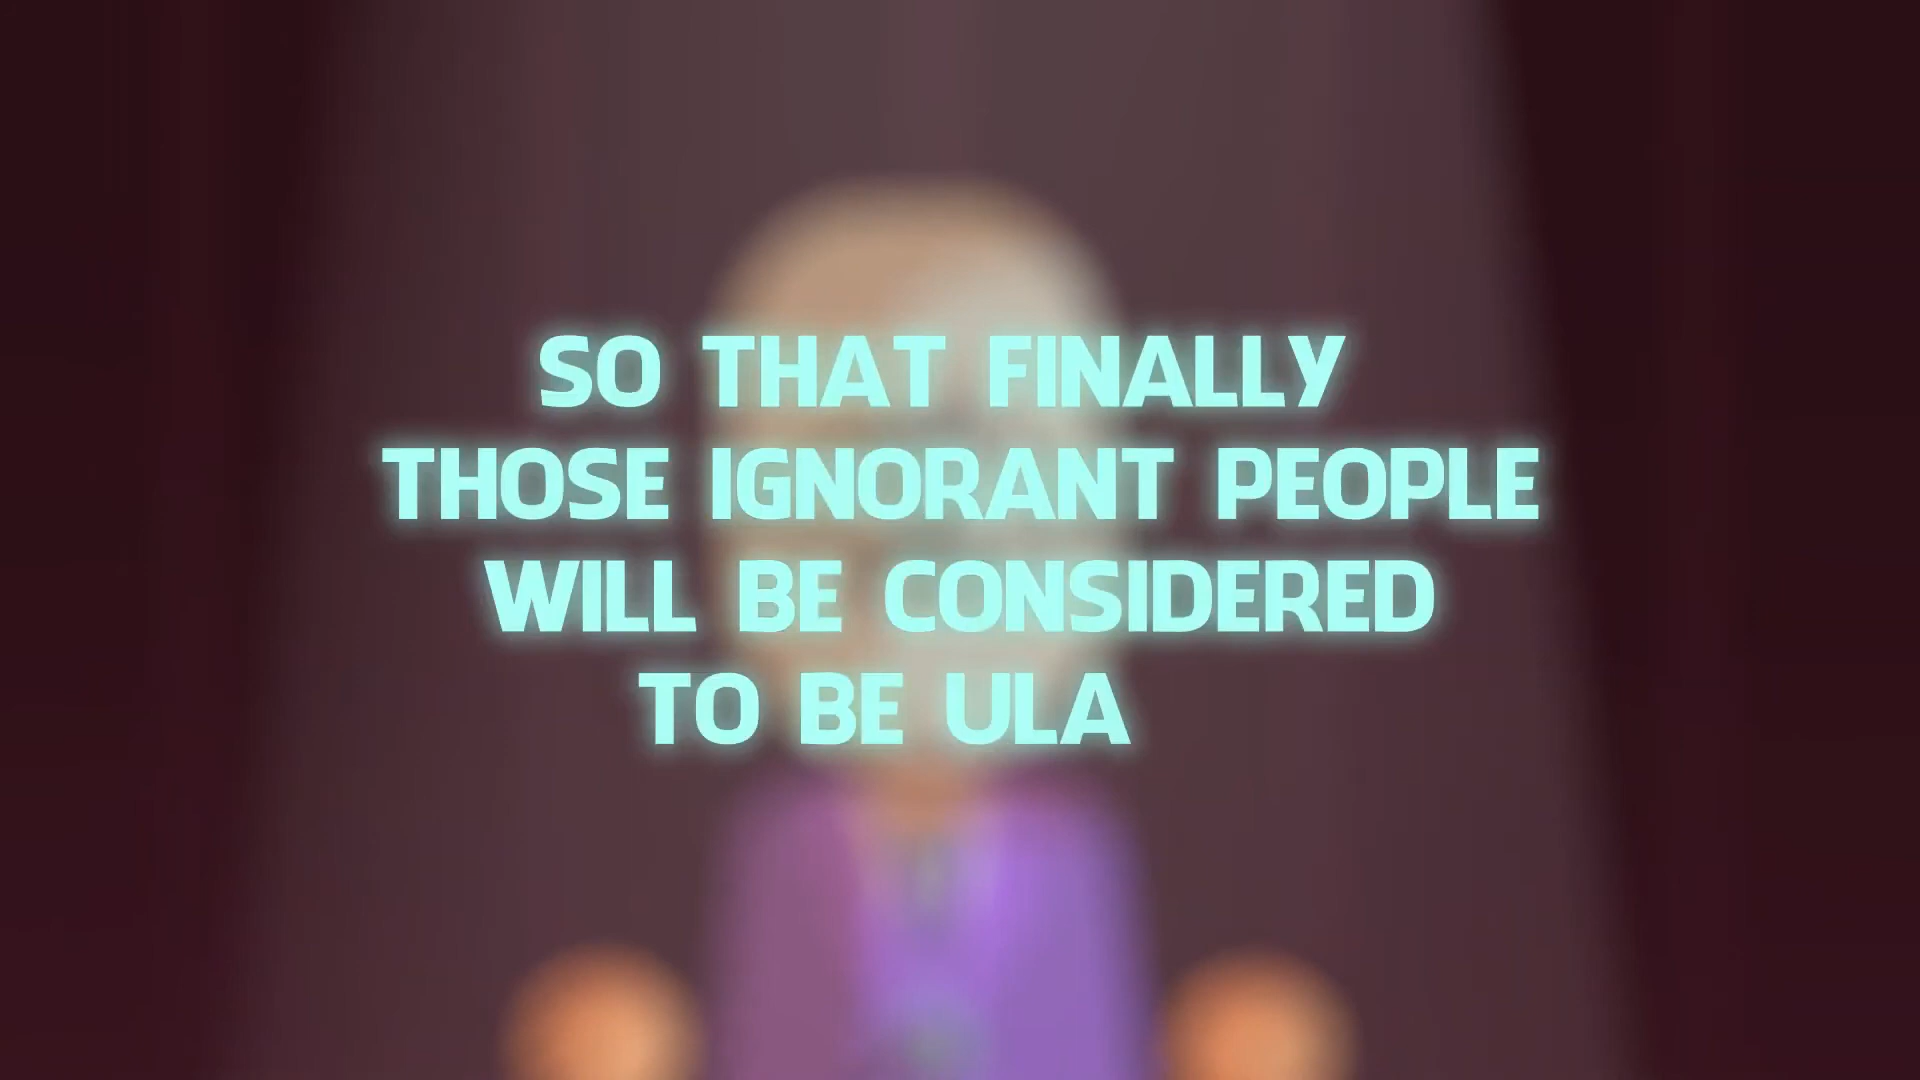 SO THAT FINALLY
THOSE IGNORANT PEOPLE
WILL BE CONSIDERED
TO BE ULA